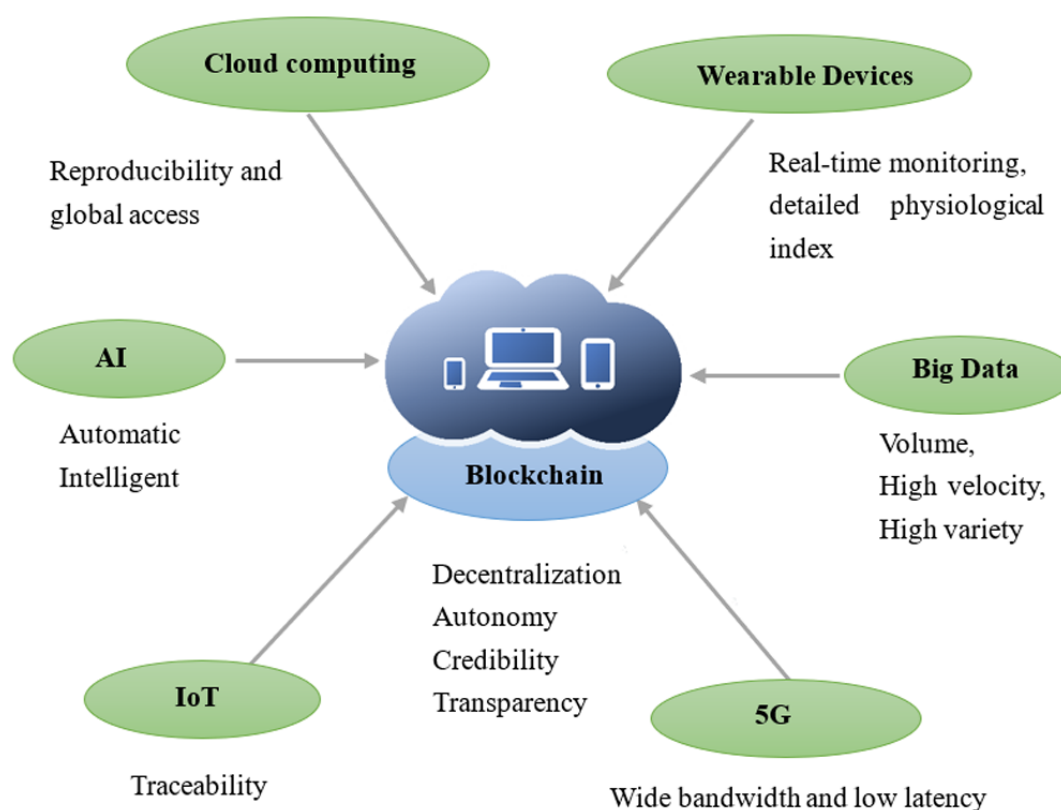 Cloud computing
Wearable Devices
Reproducibility and
global access
Real-time monitoring,
detailed physiological
index
AI
Big Data
Automatic
Intelligent
Volume,
High velocity,
High variety
Blockchain
Decentralization
Autonomy
Credibility
Transparency
IoT
5G
Traceability
Wide bandwidth and low latency